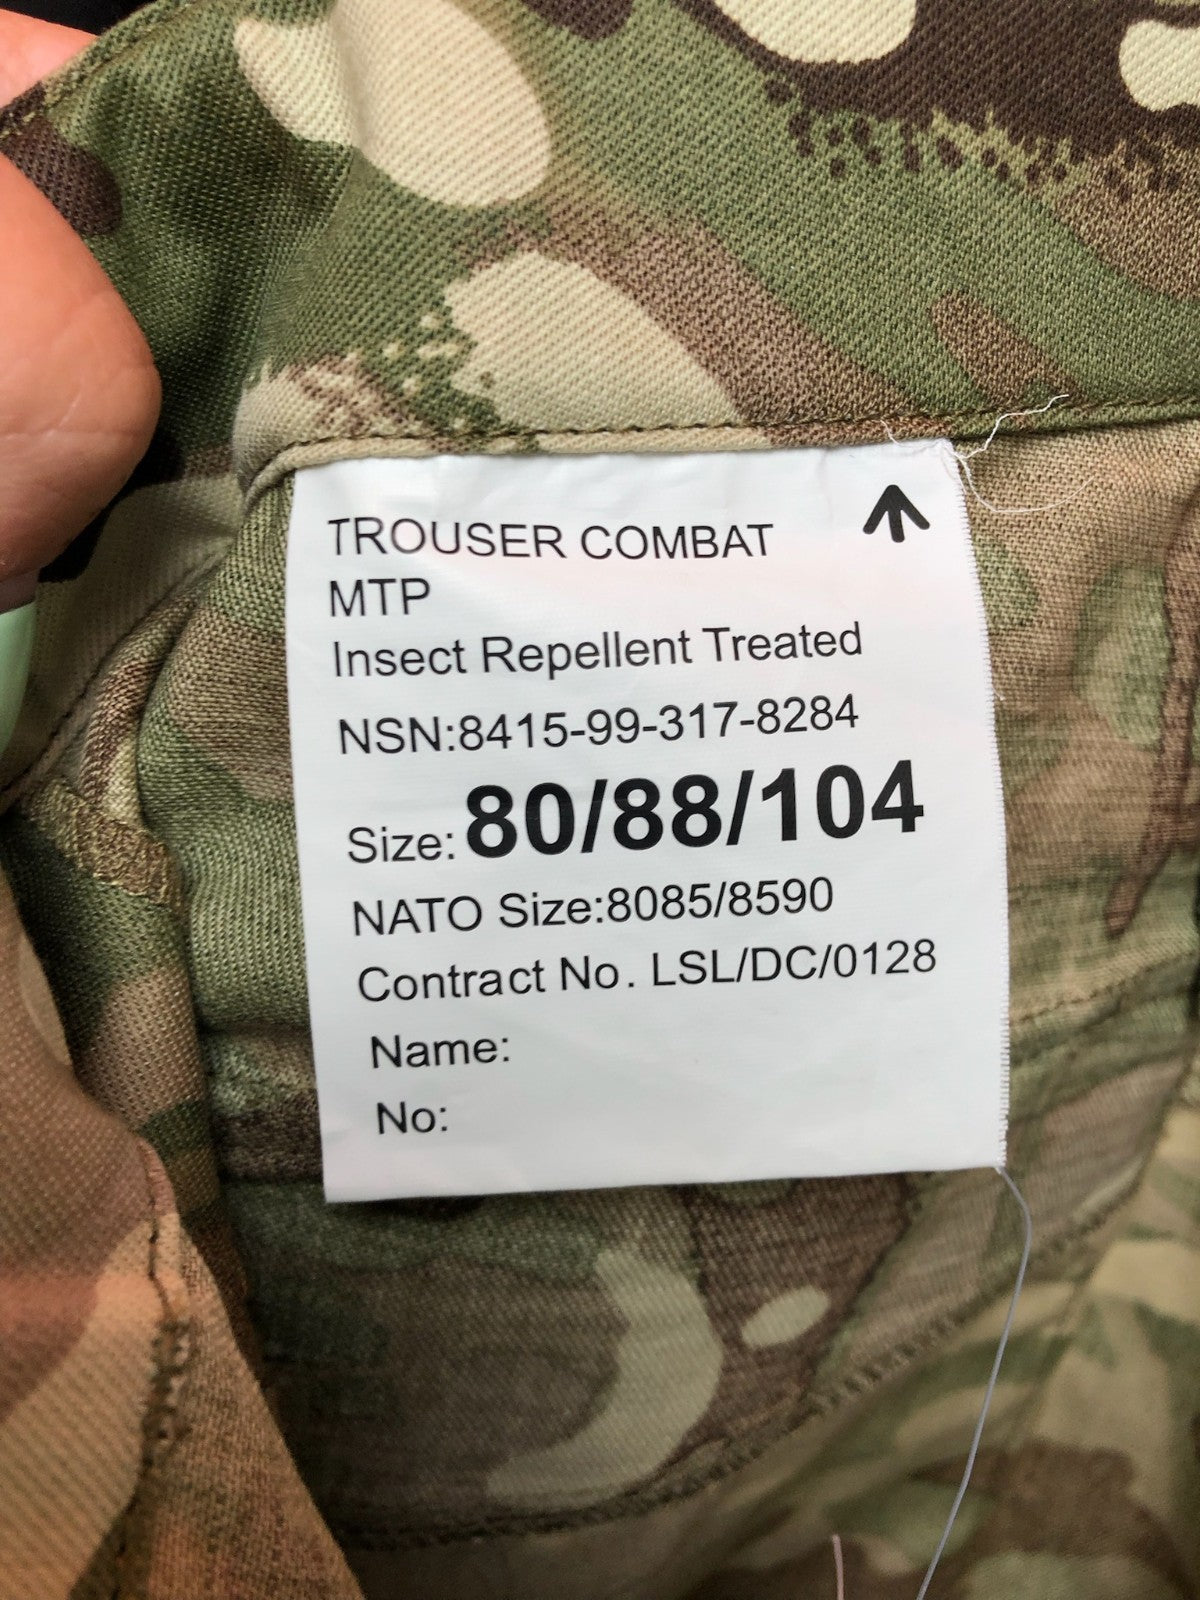 TROUSER COMBAT
MTP
Insect Repellent Treated
NSN:8415-99-317-8284
Size: 80/88/104
NATO Size:8085/8590
Contract No. LSL/DC/0128
Name:
No: